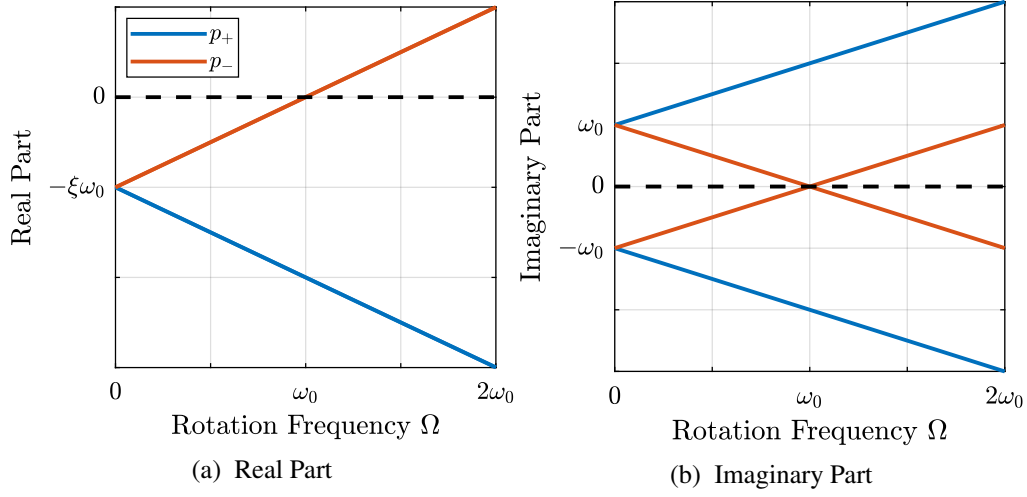 p₊
p₋
0
−ξω₀
Real Part
0
ω₀
2ω₀
Rotation Frequency Ω
(a) Real Part
ω₀
0
−ω₀
Imaginary Part
0
ω₀
2ω₀
Rotation Frequency Ω
(b) Imaginary Part